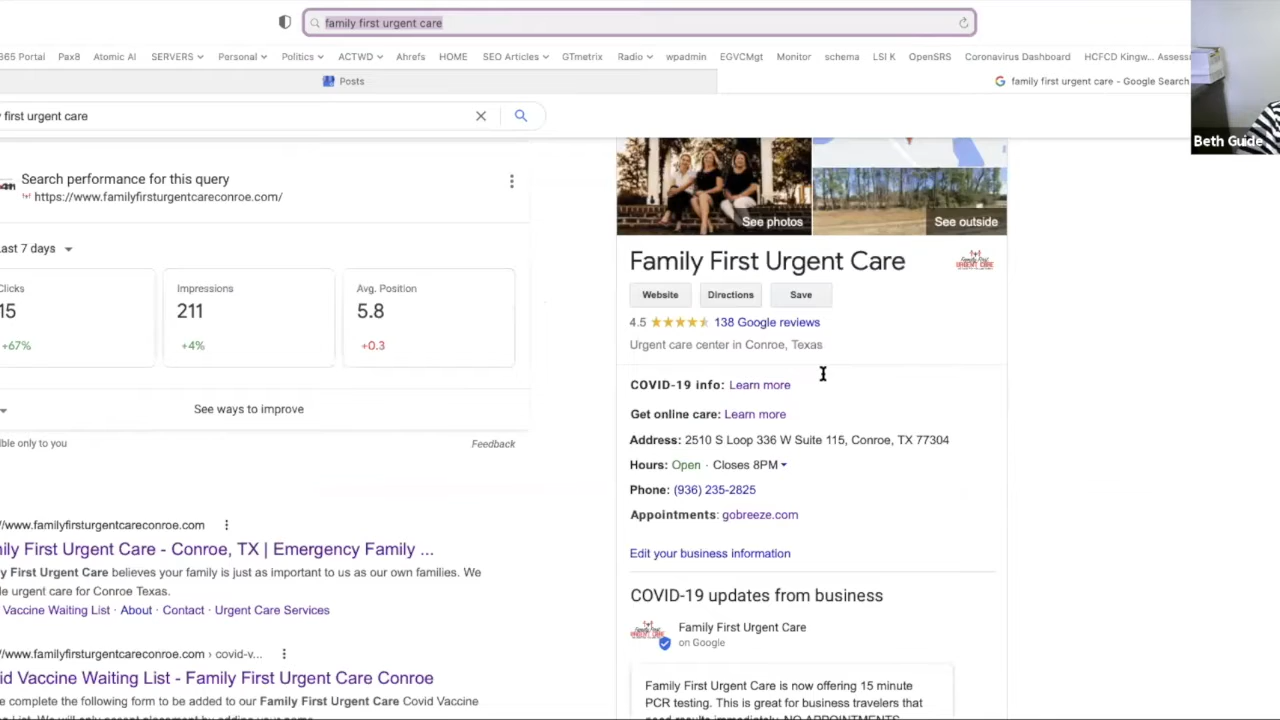 family first urgent care
365 Portal Pax8 Atomic AI SERVERS Personal Politics ACTWD Ahrefs HOME SEO Articles GTmetrix Radio wpadmin EGVCMgt Monitor schema LSI K OpenSRS Coronavirus Dashboard HCFCD Kingw... Assess
Posts
family first urgent care - Google Search
first urgent care
Beth Guide
Search performance for this query
https://www.familyfirsturgentcareconroe.com/
Last 7 days
Clicks
15
+67%
Impressions
211
+4%
Avg. Position
5.8
+0.3
See ways to improve
ble only to you
Feedback
//www.familyfirsturgentcareconroe.com
ily First Urgent Care - Conroe, TX | Emergency Family ...
y First Urgent Care believes your family is just as important to us as our own families. We
de urgent care for Conroe Texas.
Vaccine Waiting List · About · Contact · Urgent Care Services
//www.familyfirsturgentcareconroe.com › covid-v...
id Vaccine Waiting List - Family First Urgent Care Conroe
e complete the following form to be added to our Family First Urgent Care Covid Vaccine
See photos
See outside
Family First Urgent Care
Website Directions Save
4.5 138 Google reviews
Urgent care center in Conroe, Texas
COVID-19 info: Learn more
Get online care: Learn more
Address: 2510 S Loop 336 W Suite 115, Conroe, TX 77304
Hours: Open · Closes 8PM
Phone: (936) 235-2825
Appointments: gobreeze.com
Edit your business information
COVID-19 updates from business
Family First Urgent Care
on Google
Family First Urgent Care is now offering 15 minute
PCR testing. This is great for business travelers that
need results immediately. NO APPOINTMENTS